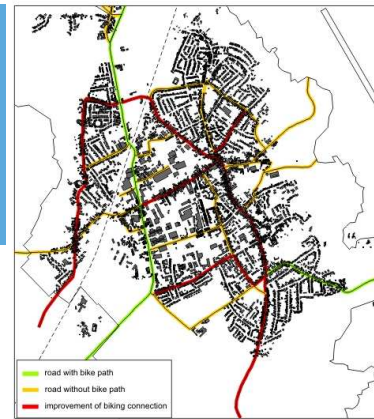 road with bike path
road without bike path
improvement of biking connection